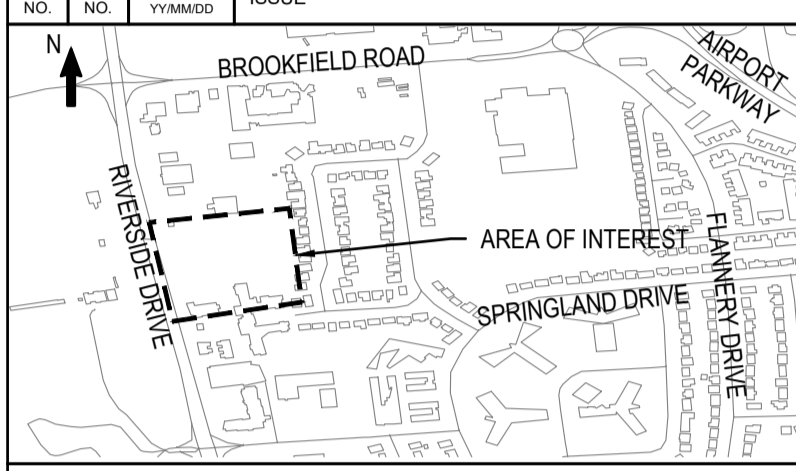 NO. NO. YY/MM/DD ISSUE
N
BROOKFIELD ROAD
AIRPORT
PARKWAY
RIVERSIDE DRIVE
AREA OF INTEREST
FLANNERY DRIVE
SPRINGLAND DRIVE